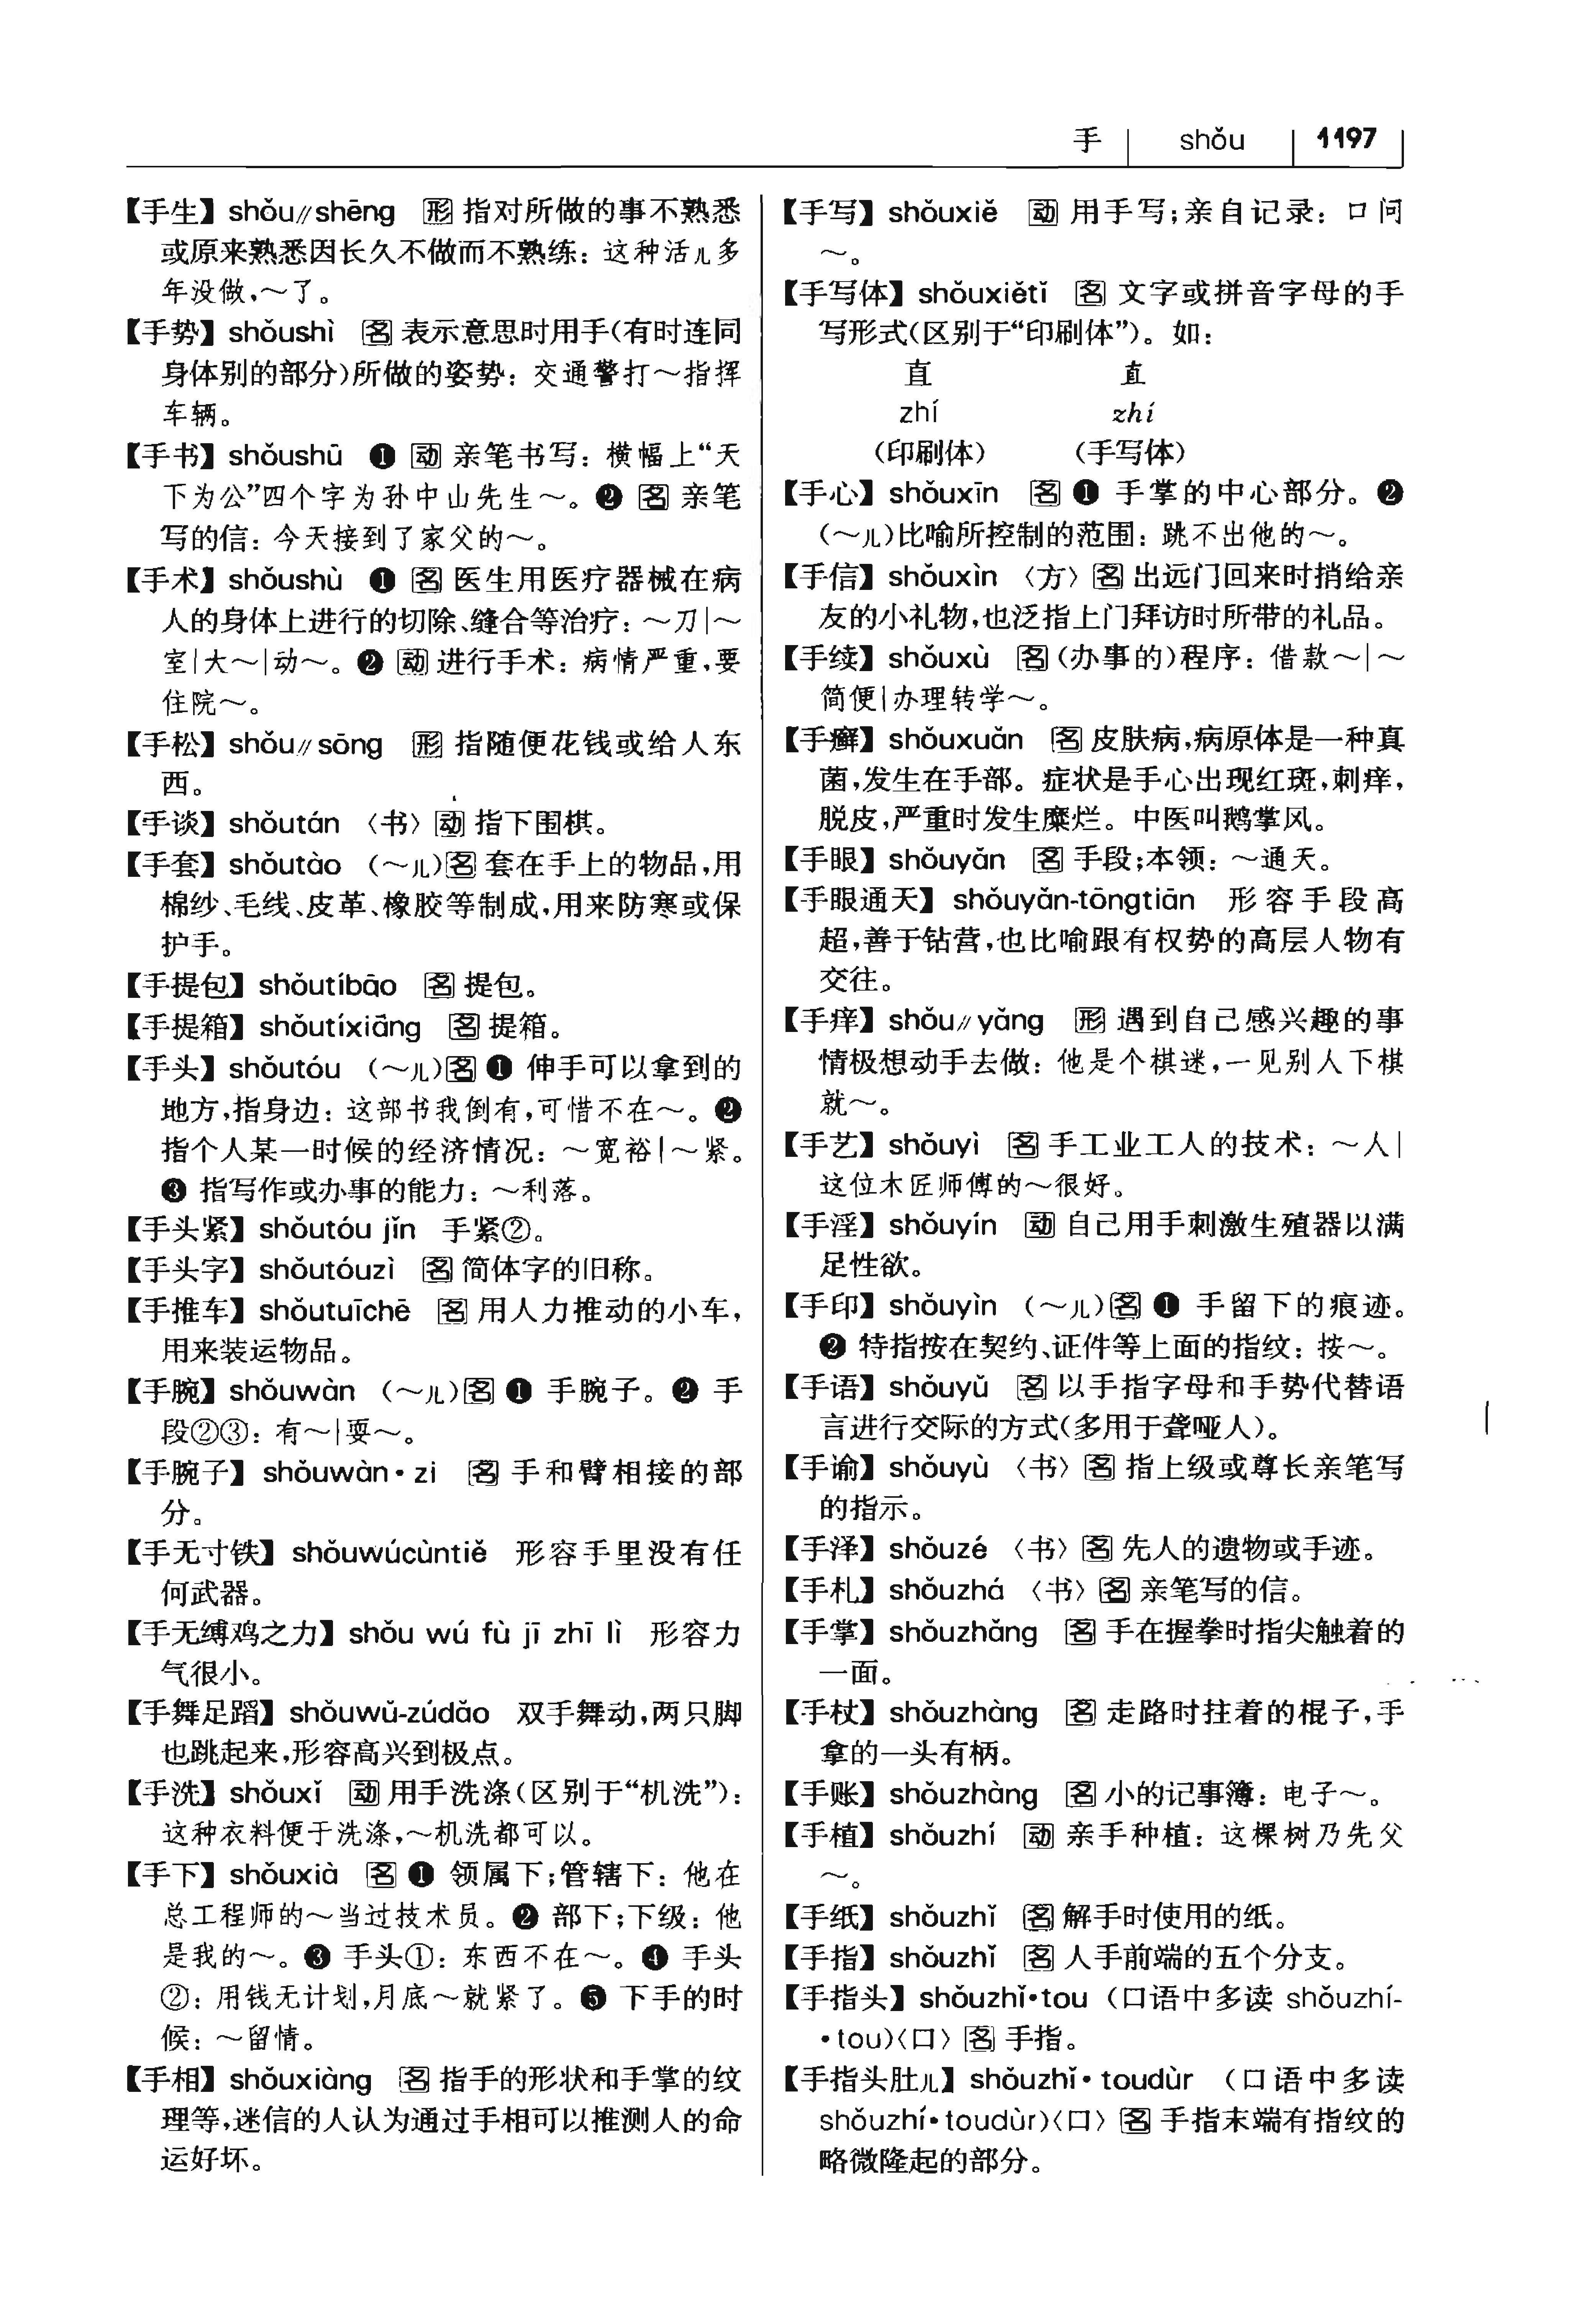 手 shǒu 1197
【手生】shǒu∥shēng 形 指对所做的事不熟悉
或原来熟悉因长久不做而不熟练：这种活儿多
年没做，～了。
【手势】shǒushì 名 表示意思时用手（有时连同
身体别的部分）所做的姿势：交通警打～指挥
车辆。
【手书】shǒushū ❶ 动 亲笔书写：横幅上“天
下为公”四个字为孙中山先生～。❷ 名 亲笔
写的信：今天接到了家父的～。
【手术】shǒushù ❶ 名 医生用医疗器械在病
人的身体上进行的切除、缝合等治疗：～刀|～
室|大～|动～。❷ 动 进行手术：病情严重，要
住院～。
【手松】shǒu∥sōng 形 指随便花钱或给人东
西。
【手谈】shǒután 〈书〉动 指下围棋。
【手套】shǒutào （～儿）名 套在手上的物品，用
棉纱、毛线、皮革、橡胶等制成，用来防寒或保
护手。
【手提包】shǒutíbāo 名 提包。
【手提箱】shǒutíxiāng 名 提箱。
【手头】shǒutóu （～儿）名 ❶ 伸手可以拿到的
地方，指身边：这部书我倒有，可惜不在～。❷
指个人某一时候的经济情况：～宽裕|～紧。
❸ 指写作或办事的能力：～利落。
【手头紧】shǒutóu jǐn 手紧②。
【手头字】shǒutóuzì 名 简体字的旧称。
【手推车】shǒutuīchē 名 用人力推动的小车，
用来装运物品。
【手腕】shǒuwàn （～儿）名 ❶ 手腕子。❷ 手
段②③：有～|耍～。
【手腕子】shǒuwàn·zi 名 手和臂相接的部
分。
【手无寸铁】shǒuwúcùntiě 形容手里没有任
何武器。
【手无缚鸡之力】shǒu wú fù jī zhī lì 形容力
气很小。
【手舞足蹈】shǒuwǔ-zúdǎo 双手舞动，两只脚
也跳起来，形容高兴到极点。
【手洗】shǒuxǐ 动 用手洗涤（区别于“机洗”）：
这种衣料便于洗涤，～机洗都可以。
【手下】shǒuxià 名 ❶ 领属下；管辖下：他在
总工程师的～当过技术员。❷ 部下；下级：他
是我的～。❸ 手头①：东西不在～。❹ 手头
②：用钱无计划，月底～就紧了。❺ 下手的时
候：～留情。
【手相】shǒuxiàng 名 指手的形状和手掌的纹
理等，迷信的人认为通过手相可以推测人的命
运好坏。
【手写】shǒuxiě 动 用手写；亲自记录：口问
～。
【手写体】shǒuxiětǐ 名 文字或拼音字母的手
写形式（区别于“印刷体”）。如：
直 直
zhí zhí
（印刷体） （手写体）
【手心】shǒuxīn 名 ❶ 手掌的中心部分。❷
（～儿）比喻所控制的范围：跳不出他的～。
【手信】shǒuxìn 〈方〉名 出远门回来时捎给亲
友的小礼物，也泛指上门拜访时所带的礼品。
【手续】shǒuxù 名（办事的）程序：借款～|～
简便|办理转学～。
【手癣】shǒuxuǎn 名 皮肤病，病原体是一种真
菌，发生在手部。症状是手心出现红斑，刺痒，
脱皮，严重时发生糜烂。中医叫鹅掌风。
【手眼】shǒuyǎn 名 手段；本领：～通天。
【手眼通天】shǒuyǎn-tōngtiān 形容手段高
超，善于钻营，也比喻跟有权势的高层人物有
交往。
【手痒】shǒu∥yǎng 形 遇到自己感兴趣的事
情极想动手去做：他是个棋迷，一见别人下棋
就～。
【手艺】shǒuyì 名 手工业工人的技术：～人|
这位木匠师傅的～很好。
【手淫】shǒuyín 动 自己用手刺激生殖器以满
足性欲。
【手印】shǒuyìn （～儿）名 ❶ 手留下的痕迹。
❷ 特指按在契约、证件等上面的指纹：按～。
【手语】shǒuyǔ 名 以手指字母和手势代替语
言进行交际的方式（多用于聋哑人）。
【手谕】shǒuyù 〈书〉名 指上级或尊长亲笔写
的指示。
【手泽】shǒuzé 〈书〉名 先人的遗物或手迹。
【手札】shǒuzhá 〈书〉名 亲笔写的信。
【手掌】shǒuzhǎng 名 手在握拳时指尖触着的
一面。
【手杖】shǒuzhàng 名 走路时拄着的棍子，手
拿的一头有柄。
【手账】shǒuzhàng 名 小的记事簿：电子～。
【手植】shǒuzhí 动 亲手种植：这棵树乃先父
～。
【手纸】shǒuzhǐ 名 解手时使用的纸。
【手指】shǒuzhǐ 名 人手前端的五个分支。
【手指头】shǒuzhǐ·tou （口语中多读 shǒuzhí-
·tou）〈口〉名 手指。
【手指头肚儿】shǒuzhǐ·toudùr （口语中多读
shǒuzhí·toudùr）〈口〉名 手指末端有指纹的
略微隆起的部分。